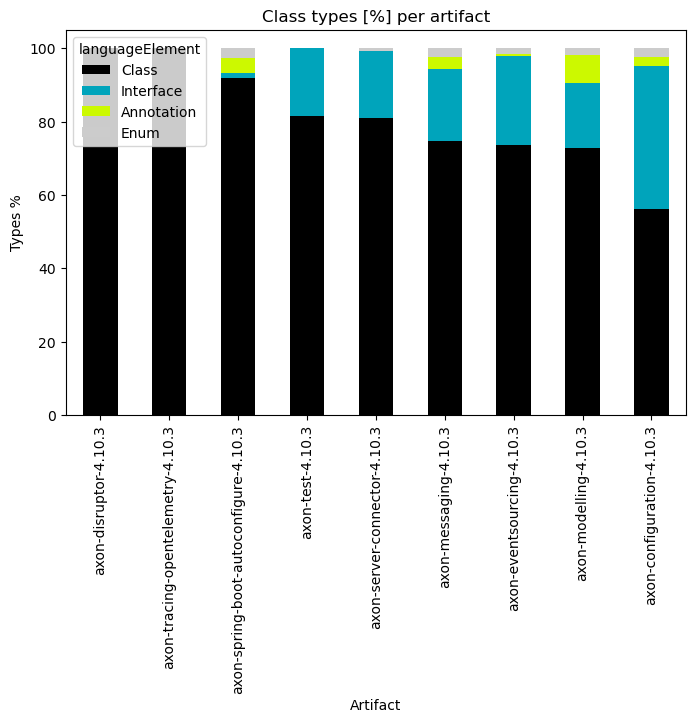 Class types [%] per artifact
languageElement
Class
Interface
Annotation
Enum
100
80
60
40
20
0
Types %
axon-disruptor-4.10.3
axon-tracing-opentelemetry-4.10.3
axon-spring-boot-autoconfigure-4.10.3
axon-test-4.10.3
axon-server-connector-4.10.3
axon-messaging-4.10.3
axon-eventsourcing-4.10.3
axon-modelling-4.10.3
axon-configuration-4.10.3
Artifact